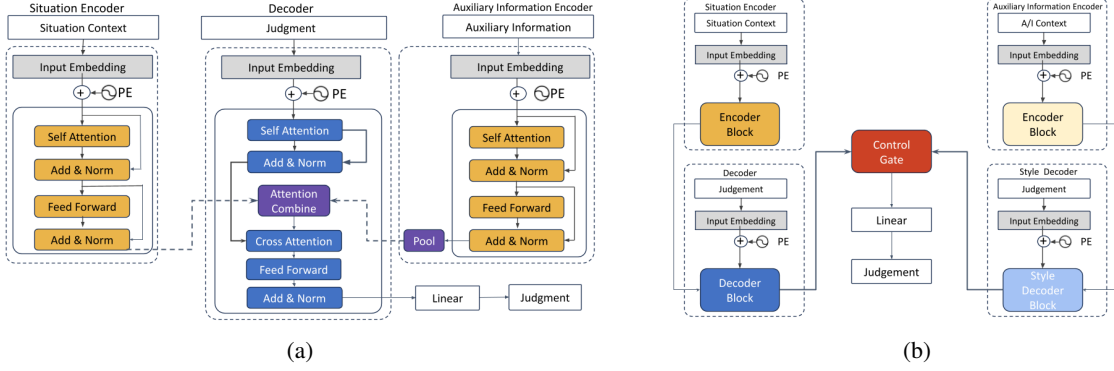 Situation Encoder
Situation Context
Input Embedding
+
PE
Self Attention
Add & Norm
Feed Forward
Add & Norm
Decoder
Judgment
Input Embedding
+
PE
Self Attention
Add & Norm
Attention
Combine
Cross Attention
Feed Forward
Add & Norm
Linear
Judgment
Auxiliary Information Encoder
Auxiliary Information
Input Embedding
+
PE
Self Attention
Add & Norm
Feed Forward
Add & Norm
Pool
(a)
Situation Encoder
Situation Context
Input Embedding
+
PE
Encoder
Block
Decoder
Judgement
Input Embedding
+
PE
Decoder
Block
Control
Gate
Linear
Judgement
Auxiliary Information Encoder
A/I Context
Input Embedding
+
PE
Encoder
Block
Style Decoder
Judgement
Input Embedding
+
PE
Style
Decoder
Block
(b)